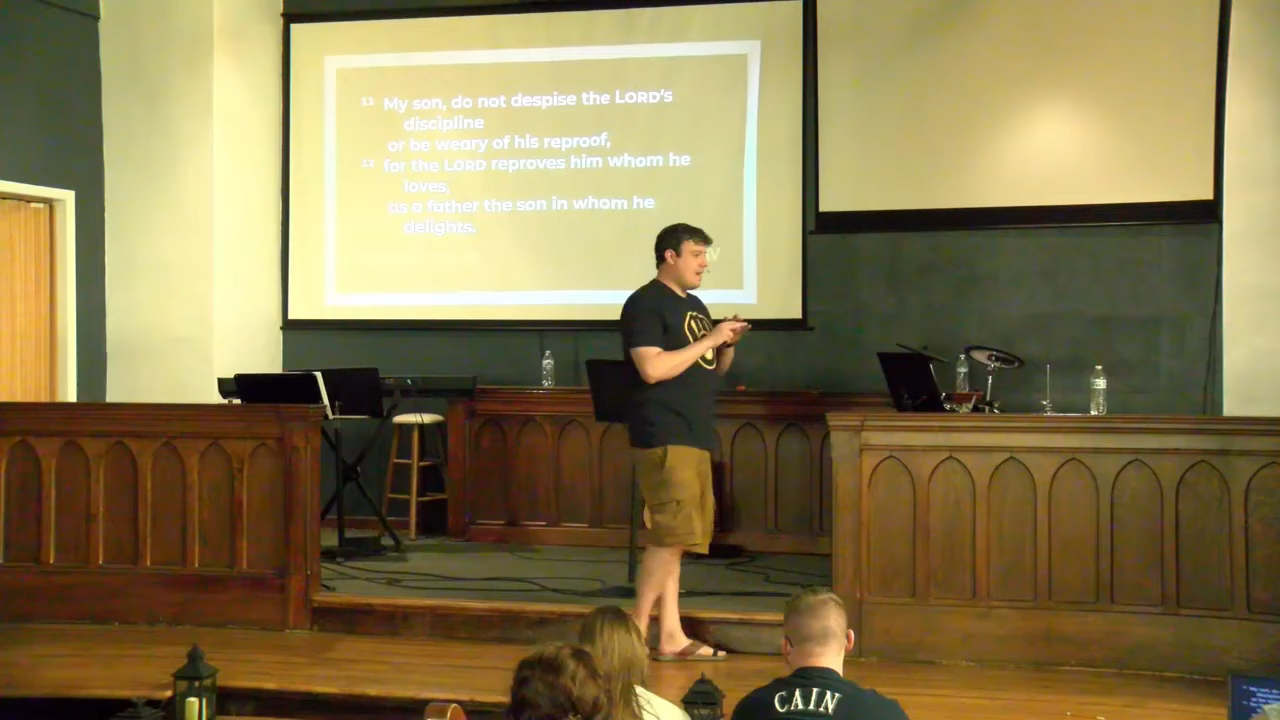 11 My son, do not despise the LORD's
discipline
or be weary of his reproof,
12 for the LORD reproves him whom he
loves,
as a father the son in whom he
delights.
CAIN